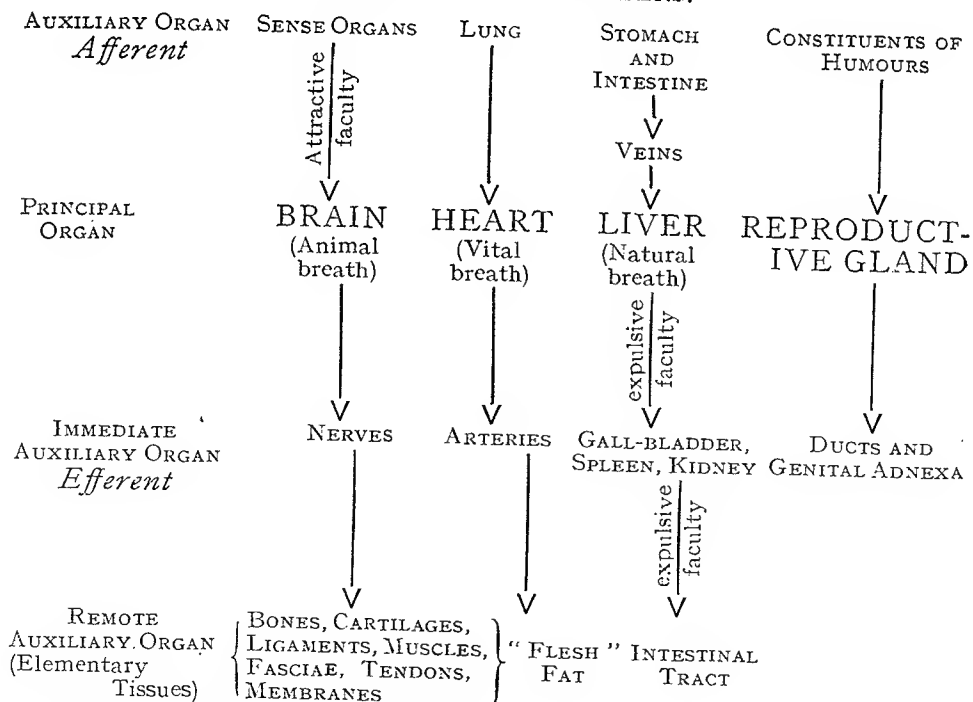 AUXILIARY ORGAN SENSE ORGANS LUNG STOMACH CONSTITUENTS OF
Afferent AND HUMOURS
INTESTINE
Attractive
faculty
VEINS
PRINCIPAL BRAIN HEART LIVER REPRODUCT-
ORGAN (Animal (Vital (Natural IVE GLAND
breath) breath) breath)
expulsive
faculty
IMMEDIATE NERVES ARTERIES GALL-BLADDER, DUCTS AND
AUXILIARY ORGAN SPLEEN, KIDNEY GENITAL ADNEXA
Efferent
expulsive
faculty
REMOTE BONES, CARTILAGES,
AUXILIARY ORGAN LIGAMENTS, MUSCLES, "FLESH" INTESTINAL
(Elementary FASCIAE, TENDONS, FAT TRACT
Tissues) MEMBRANES